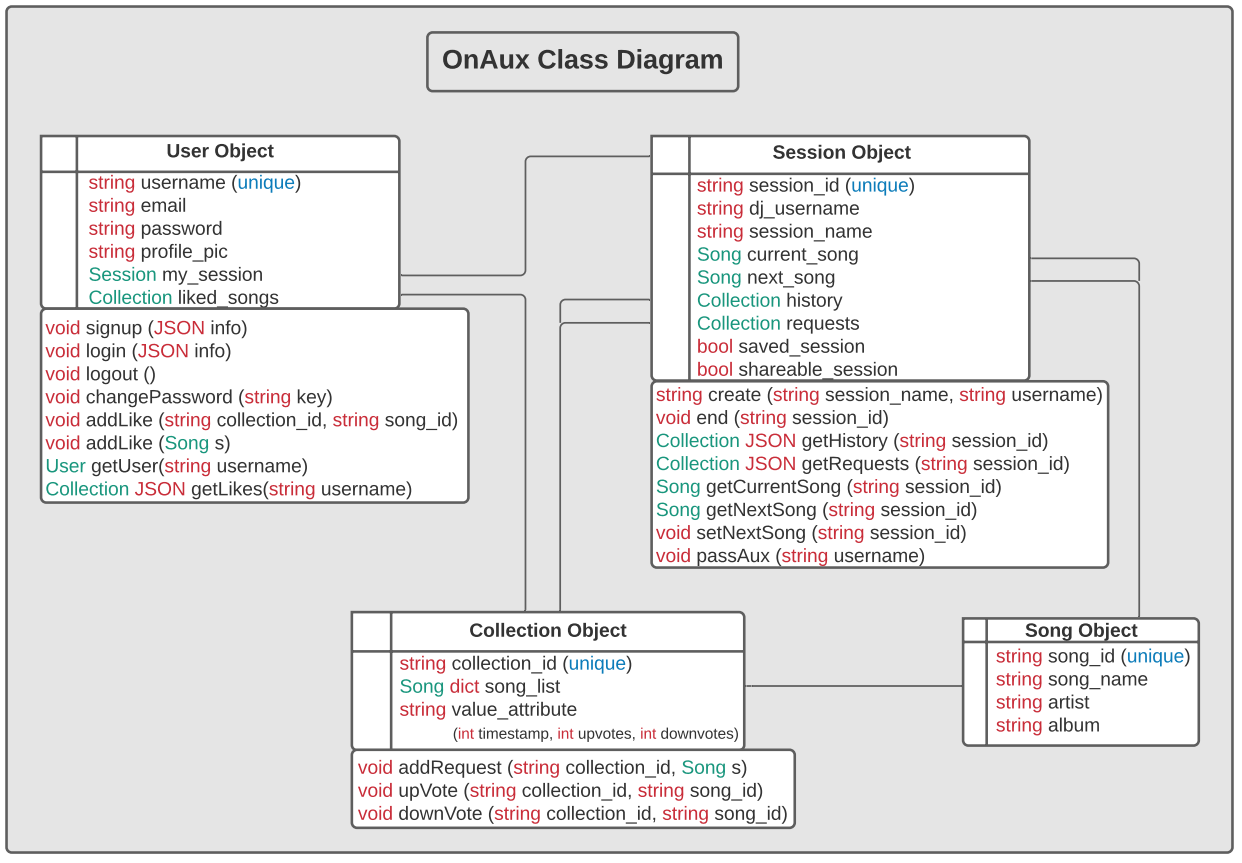 OnAux Class Diagram
User Object
string username (unique)
string email
string password
string profile_pic
Session my_session
Collection liked_songs
void signup (JSON info)
void login (JSON info)
void logout ()
void changePassword (string key)
void addLike (string collection_id, string song_id)
void addLike (Song s)
User getUser(string username)
Collection JSON getLikes(string username)
Session Object
string session_id (unique)
string dj_username
string session_name
Song current_song
Song next_song
Collection history
Collection requests
bool saved_session
bool shareable_session
string create (string session_name, string username)
void end (string session_id)
Collection JSON getHistory (string session_id)
Collection JSON getRequests (string session_id)
Song getCurrentSong (string session_id)
Song getNextSong (string session_id)
void setNextSong (string session_id)
void passAux (string username)
Collection Object
string collection_id (unique)
Song dict song_list
string value_attribute
(int timestamp, int upvotes, int downvotes)
void addRequest (string collection_id, Song s)
void upVote (string collection_id, string song_id)
void downVote (string collection_id, string song_id)
Song Object
string song_id (unique)
string song_name
string artist
string album